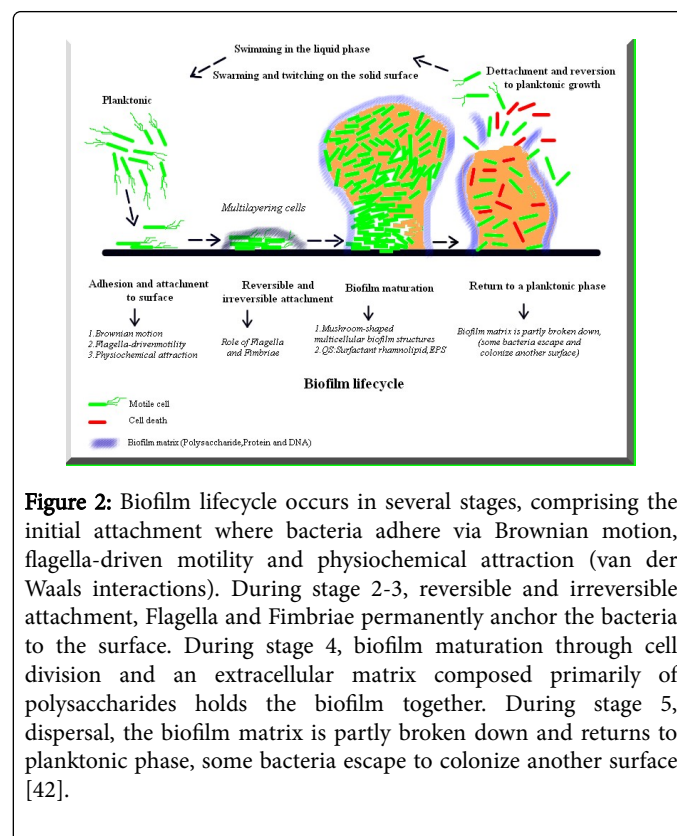 Swimming in the liquid phase
Swarming and twitching on the solid surface
Dettachment and reversion
to planktonic growth
Planktonic
Multilayering cells
Adhesion and attachment
to surface
1.Brownian motion
2.Flagella-drivenmotility
3.Physiochemical attraction
Reversible and
irreversible attachment
Role of Flagella
and Fimbriae
Biofilm maturation
1.Mushroom-shaped
multicellular biofilm structures
2.QS:Surfactant rhamnolipid,EPS
Return to a planktonic phase
Biofilm matrix is partly broken down,
(some bacteria escape and
colonize another surface)
Biofilm lifecycle
Motile cell
Cell death
Biofilm matrix(Polysaccharide,Protein and DNA)
Figure 2: Biofilm lifecycle occurs in several stages, comprising the
initial attachment where bacteria adhere via Brownian motion,
flagella-driven motility and physiochemical attraction (van der
Waals interactions). During stage 2-3, reversible and irreversible
attachment, Flagella and Fimbriae permanently anchor the bacteria
to the surface. During stage 4, biofilm maturation through cell
division and an extracellular matrix composed primarily of
polysaccharides holds the biofilm together. During stage 5,
dispersal, the biofilm matrix is partly broken down and returns to
planktonic phase, some bacteria escape to colonize another surface
[42].